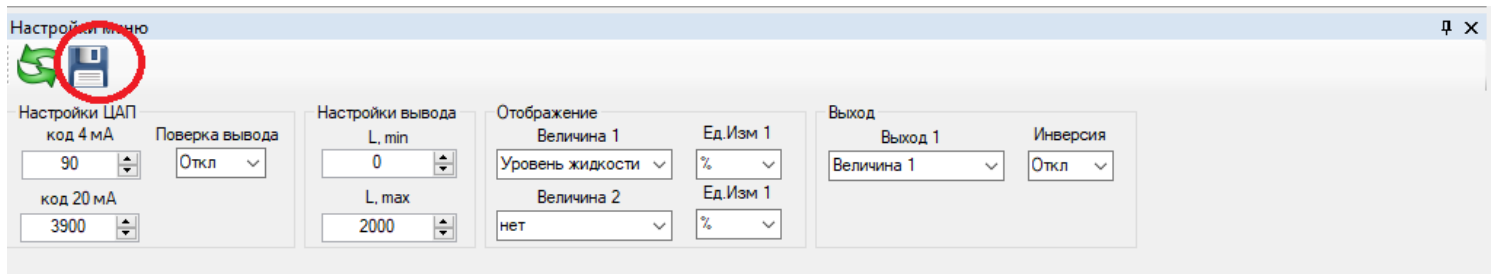 Настройки меню
Настройки ЦАП
код 4 мА
Поверка вывода
90
Откл
код 20 мА
3900
Настройки вывода
L, min
0
L, max
2000
Отображение
Величина 1
Ед.Изм 1
Уровень жидкости
%
Величина 2
Ед.Изм 1
нет
%
Выход
Выход 1
Инверсия
Величина 1
Откл